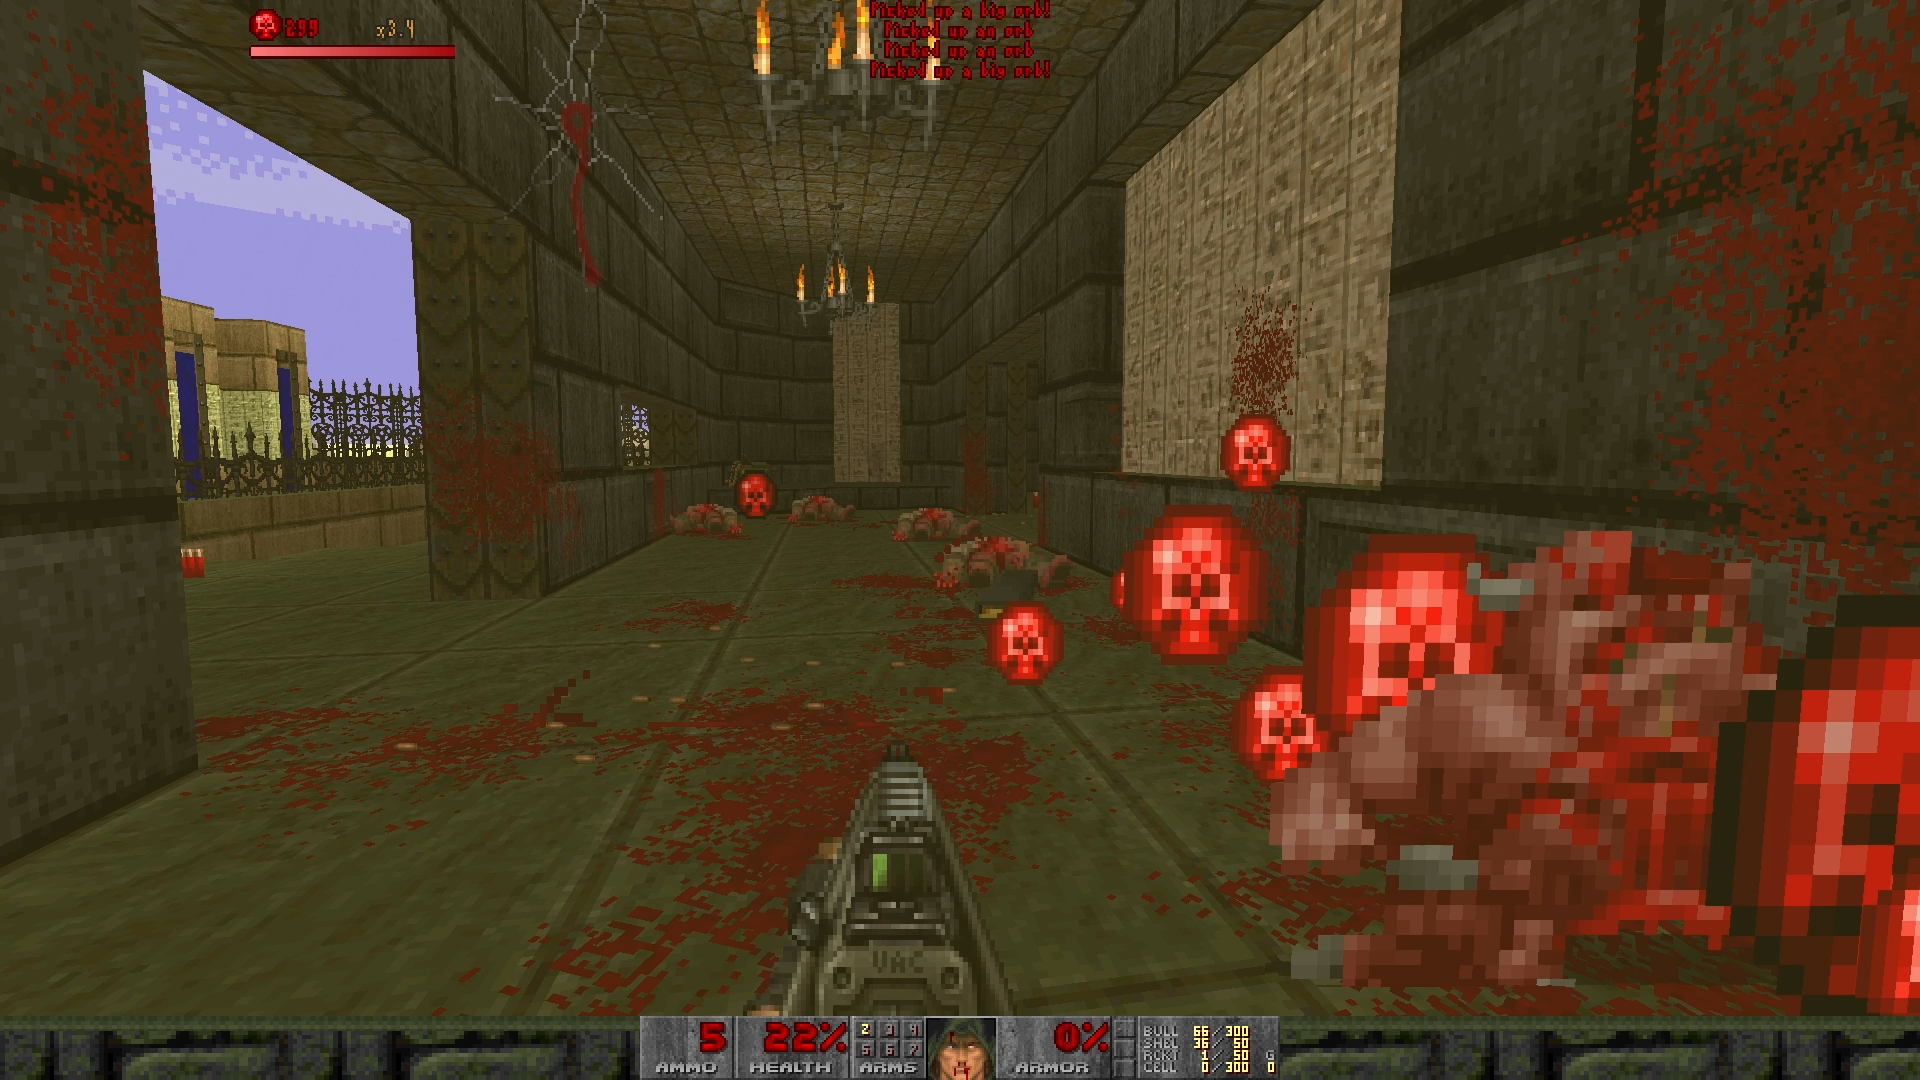 299 x3.4
Picked up a big orb!
Picked up an orb
Picked up an orb
Picked up a big orb!
UAC
5 22% 2 3 4 0% BULL 66/300
5 6 7 SHEL 36/50
RCKT 1/50 G
AMMO HEALTH ARMS ARMOR CELL 0/300 0